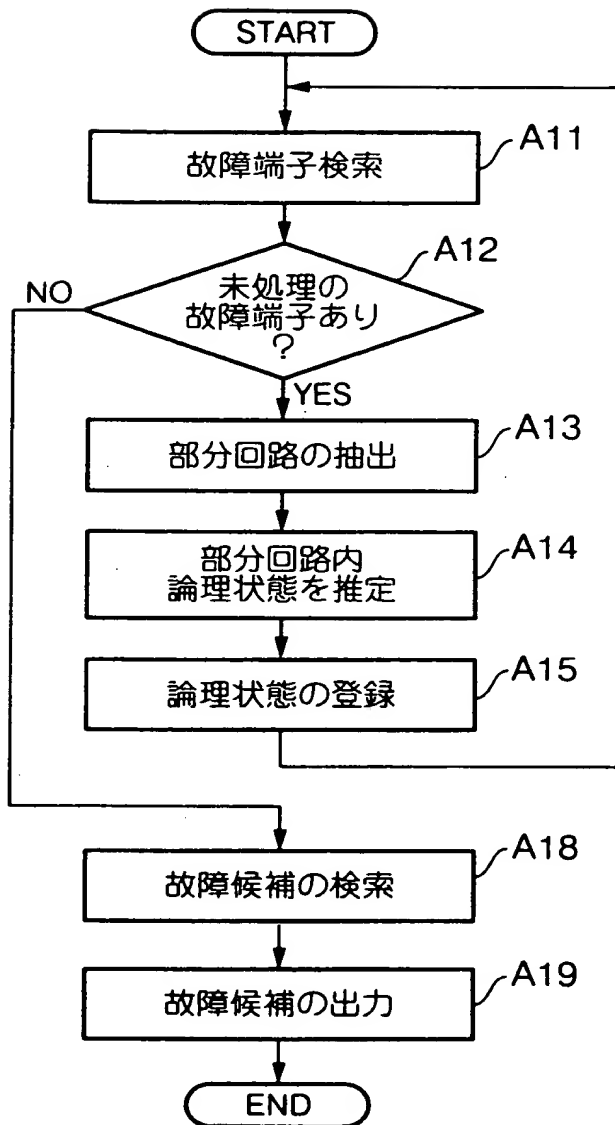 START
A11
故障端子検索
A12
NO
未処理の
故障端子あり
?
YES
A13
部分回路の抽出
A14
部分回路内
論理状態を推定
A15
論理状態の登録
A18
故障候補の検索
A19
故障候補の出力
END